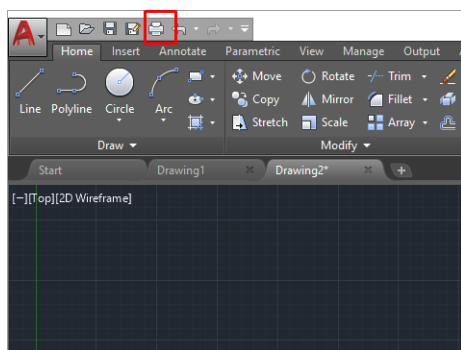 A
Home Insert Annotate Parametric View Manage Output
Move Rotate Trim
Copy Mirror Fillet
Line Polyline Circle Arc
Stretch Scale Array
Draw Modify
Start Drawing1 Drawing2*
[−][Top][2D Wireframe]